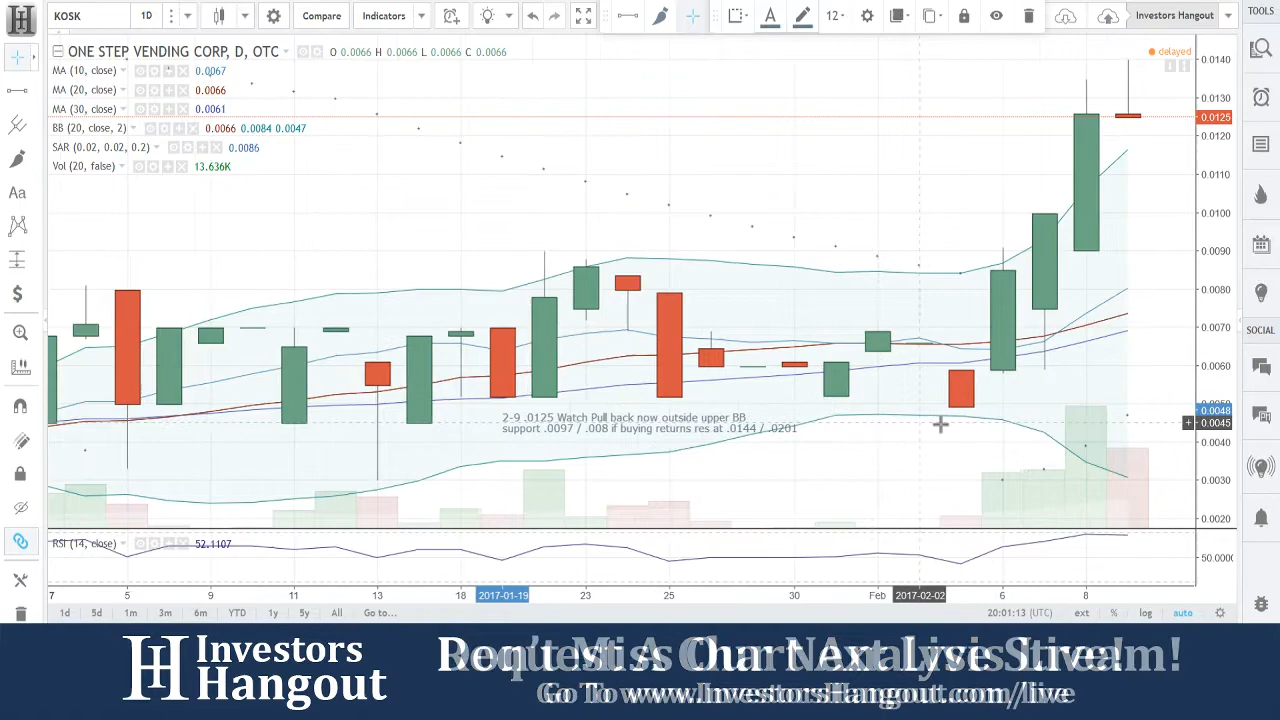 KOSK 1D Compare Indicators 12 Investors Hangout
TOOLS
ONE STEP VENDING CORP, D, OTC O 0.0066 H 0.0066 L 0.0066 C 0.0066
delayed
MA (10, close) 0.0067
MA (20, close) 0.0066
MA (30, close) 0.0061
BB (20, close, 2) 0.0066 0.0084 0.0047
SAR (0.02, 0.02, 0.2) 0.0086
Vol (20, false) 13.636K
0.0140
0.0130
0.0125
0.0120
0.0110
0.0100
0.0090
0.0080
0.0070
0.0060
0.0048
0.0045
0.0040
0.0030
0.0020
SOCIAL
2-9 .0125 Watch Pull back now outside upper BB
support .0097 / .008 if buying returns res at .0144 / .0201
RSI (14, close) 52.1107
50.0000
7 5 9 11 13 18 2017-01-19 23 25 30 Feb 2017-02-02 6 8
1d 5d 1m 3m 6m YTD 1y 5y All Go to... 20:01:13 (UTC) ext % log auto
Investors
Hangout
Go To www.InvestorsHangout.com/live